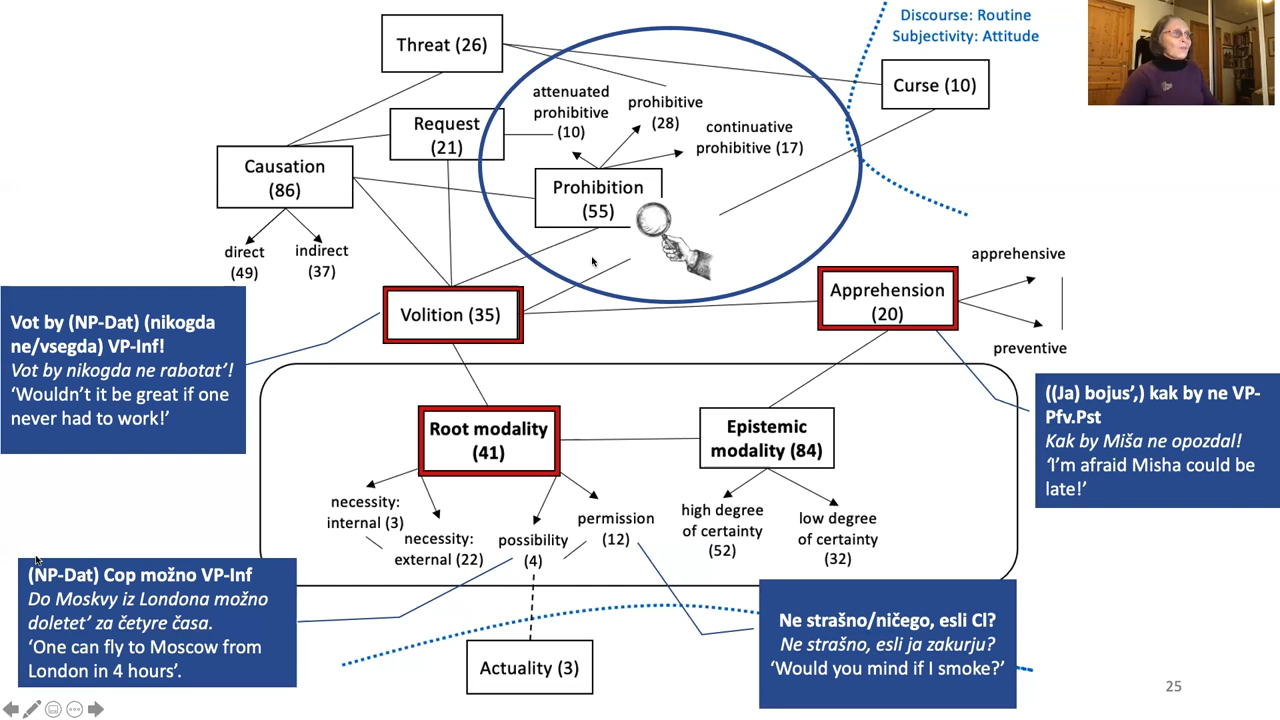 Discourse: Routine
Subjectivity: Attitude
Threat (26)
Curse (10)
attenuated
prohibitive
(10)
prohibitive
(28)
continuative
prohibitive (17)
Request
(21)
Causation
(86)
Prohibition
(55)
direct
(49)
indirect
(37)
apprehensive
Apprehension
(20)
preventive
Volition (35)
Vot by (NP-Dat) (nikogda
ne/vsegda) VP-Inf!
Vot by nikogda ne rabotat’!
‘Wouldn’t it be great if one
never had to work!’
((Ja) bojus’,) kak by ne VP-
Pfv.Pst
Kak by Miša ne opozdal!
‘I’m afraid Misha could be
late!’
Root modality
(41)
Epistemic
modality (84)
necessity:
internal (3)
necessity:
external (22)
possibility
(4)
permission
(12)
high degree
of certainty
(52)
low degree
of certainty
(32)
(NP-Dat) Cop možno VP-Inf
Do Moskvy iz Londona možno
doletet’ za četyre časa.
‘One can fly to Moscow from
London in 4 hours’.
Actuality (3)
Ne strašno/ničego, esli Cl?
Ne strašno, esli ja zakurju?
‘Would you mind if I smoke?’
25